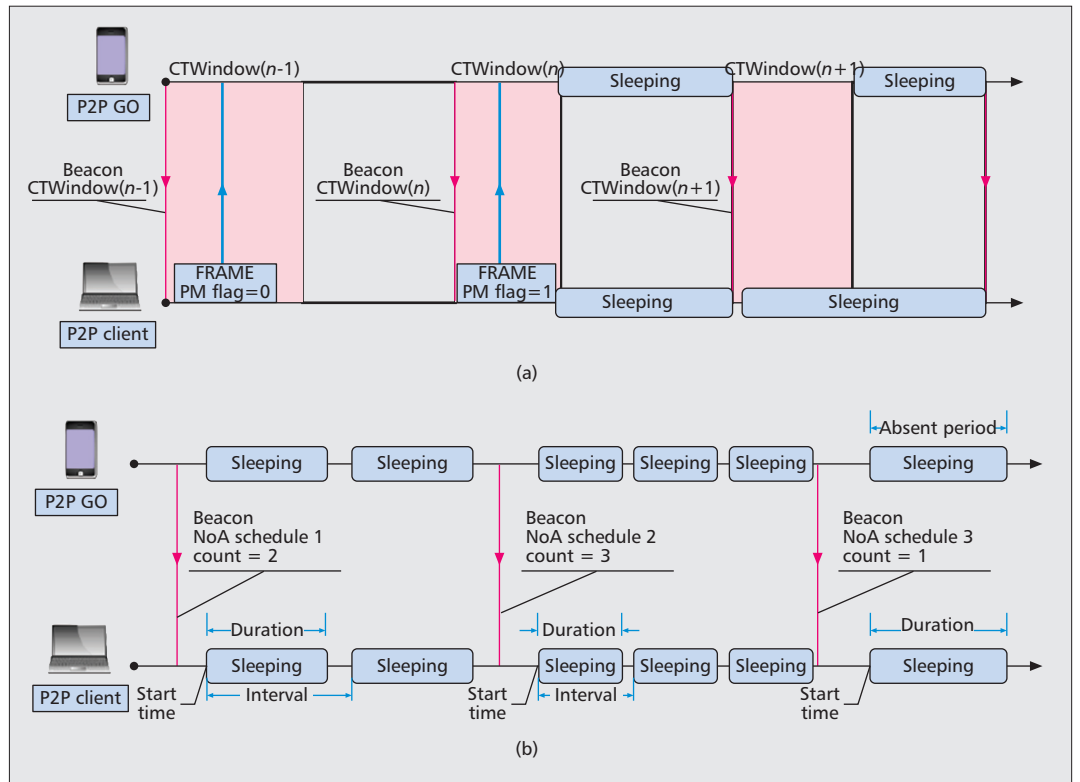 CTWindow(n-1)
CTWindow(n)
Sleeping
CTWindow(n+1)
Sleeping
P2P GO
Beacon
CTWindow(n-1)
Beacon
CTWindow(n)
Beacon
CTWindow(n+1)
FRAME
PM flag=0
FRAME
PM flag=1
Sleeping
Sleeping
P2P client
(a)
Absent period
Sleeping
Sleeping
Sleeping
Sleeping
Sleeping
Sleeping
P2P GO
Beacon
NoA schedule 1
count = 2
Beacon
NoA schedule 2
count = 3
Beacon
NoA schedule 3
count = 1
Duration
Duration
Duration
Sleeping
Sleeping
Sleeping
Sleeping
Sleeping
Sleeping
P2P client
Start
time
Interval
Start
time
Interval
Start
time
(b)